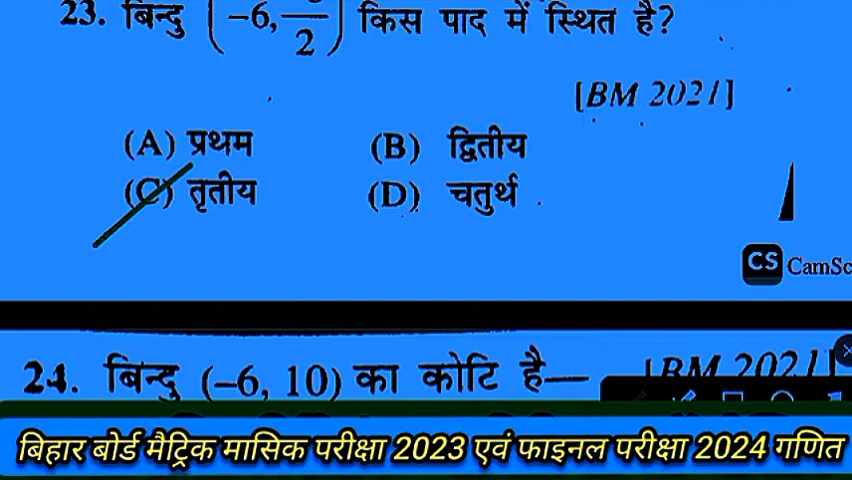 23. बिन्दु (−6, /2) किस पाद में स्थित है?
[BM 2021]
(A) प्रथम (B) द्वितीय
(C) तृतीय (D) चतुर्थ
CS CamSc
24. बिन्दु (–6, 10) का कोटि है— [BM 2021]
बिहार बोर्ड मैट्रिक मासिक परीक्षा 2023 एवं फाइनल परीक्षा 2024 गणित